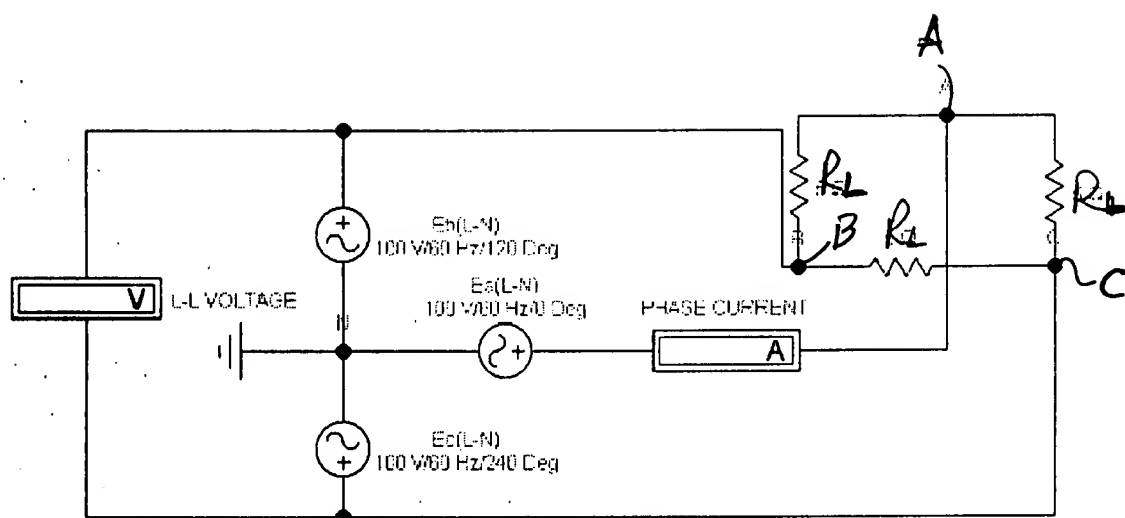 A
A
RL
RL
B
B
RL
C
C
Eb(L-N)
100 V/60 Hz/120 Deg
V
L-L VOLTAGE
Ea(L-N)
100 V/60 Hz/0 Deg
N
PHASE CURRENT
A
Ec(L-N)
100 V/60 Hz/240 Deg